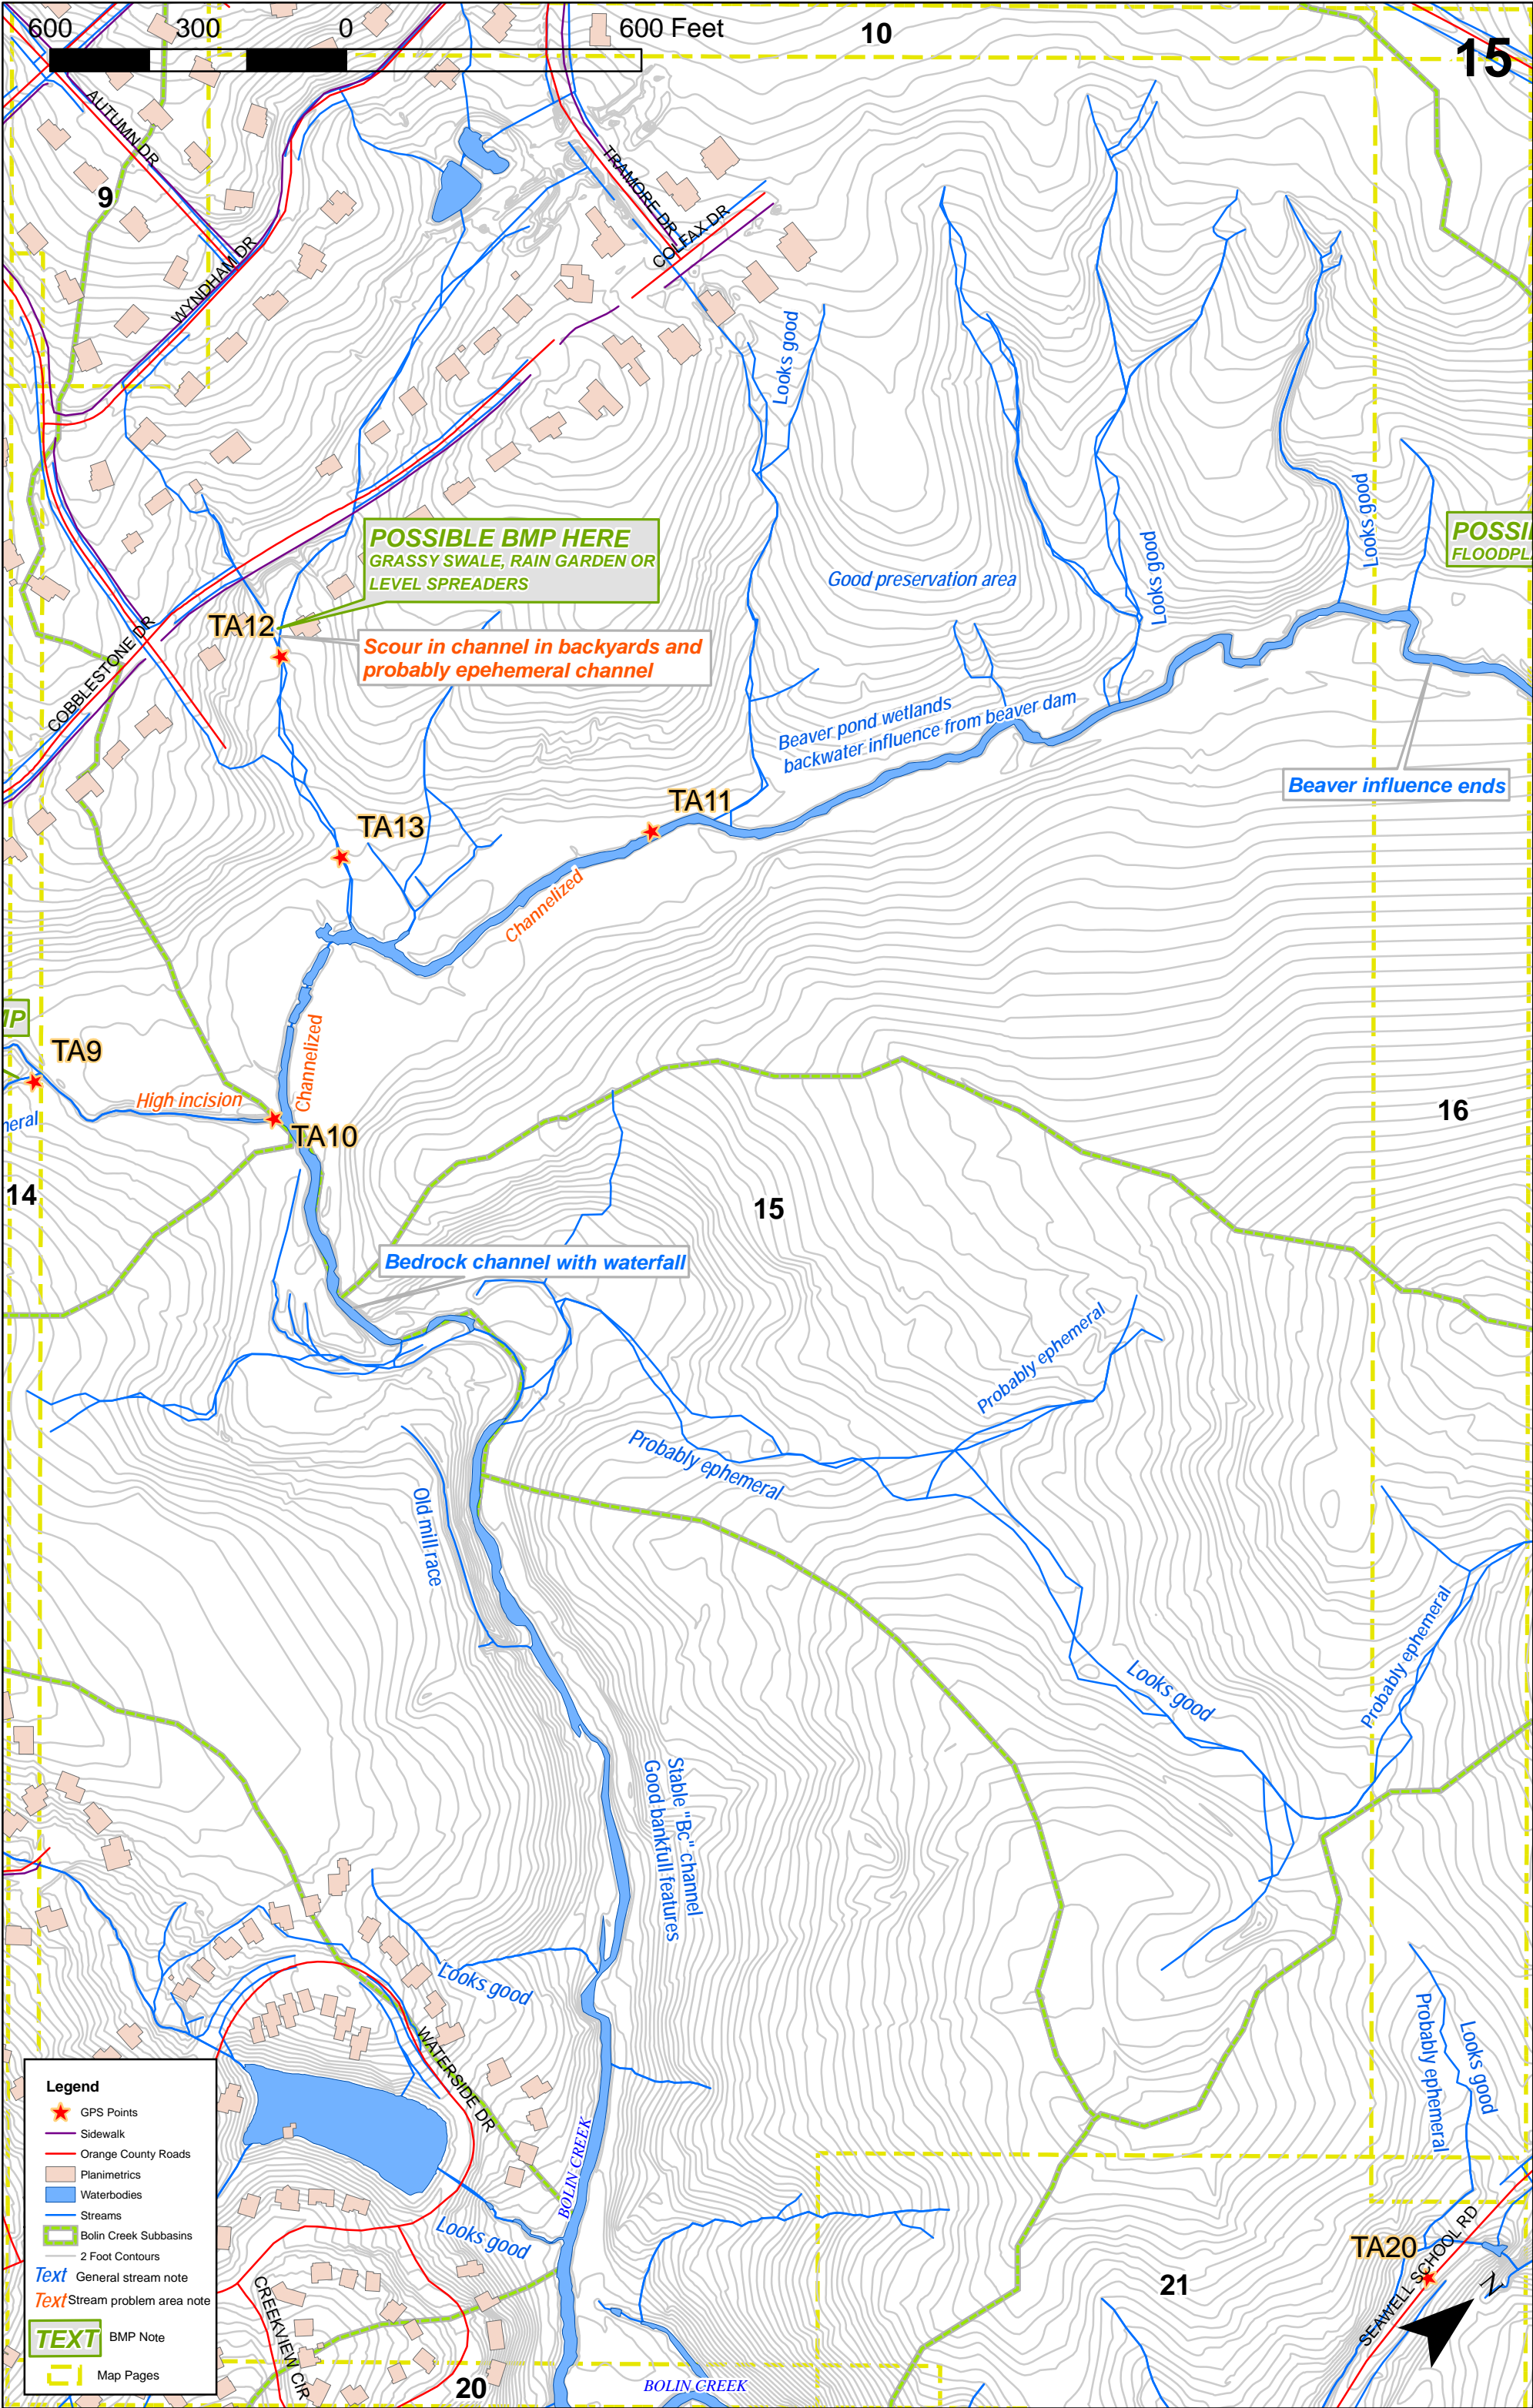 600 300 0 600 Feet
10
15
AUTUMN DR
9
WYNDHAM DR
TRAMORE DR
COLFAX DR
Looks good
POSSIBLE BMP HERE
GRASSY SWALE, RAIN GARDEN OR
LEVEL SPREADERS
Looks good
Looks good
POSSI
FLOODPL
Good preservation area
TA12
Scour in channel in backyards and
probably epehemeral channel
COBBLESTONE DR
Beaver pond wetlands
backwater influence from beaver dam
Beaver influence ends
TA11
TA13
Channelized
MP
TA9
Channelized
High incision
neral
TA10
16
14
15
Bedrock channel with waterfall
Probably ephemeral
Probably ephemeral
Old mill race
Probably ephemeral
Looks good
Stable "Bc" channel
Good bankfull features
Looks good
WATERSIDE DR
Probably ephemeral
Looks good
BOLIN CREEK
Looks good
TA20
SEAWELL SCHOOL RD
N
21
CREEKVIEW CIR
20
BOLIN CREEK
Legend
GPS Points
Sidewalk
Orange County Roads
Planimetrics
Waterbodies
Streams
Bolin Creek Subbasins
2 Foot Contours
Text General stream note
Text Stream problem area note
TEXT BMP Note
Map Pages